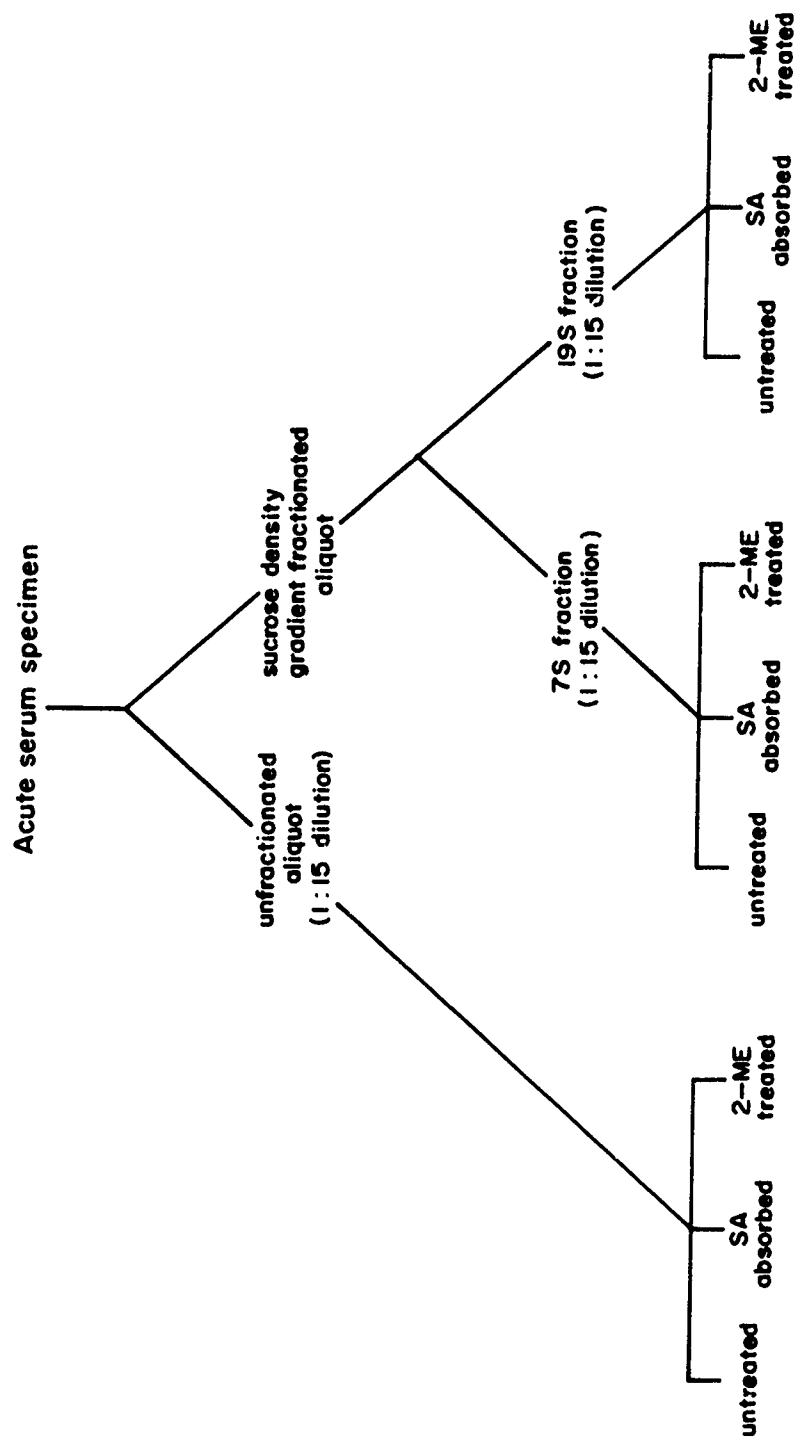 Acute serum specimen
unfractionated
aliquot
(1:15 dilution)
sucrose density
gradient fractionated
aliquot
7S fraction
(1:15 dilution)
19S fraction
(1:15 dilution)
untreated
SA
absorbed
2-ME
treated
untreated
SA
absorbed
2-ME
treated
untreated
SA
absorbed
2-ME
treated